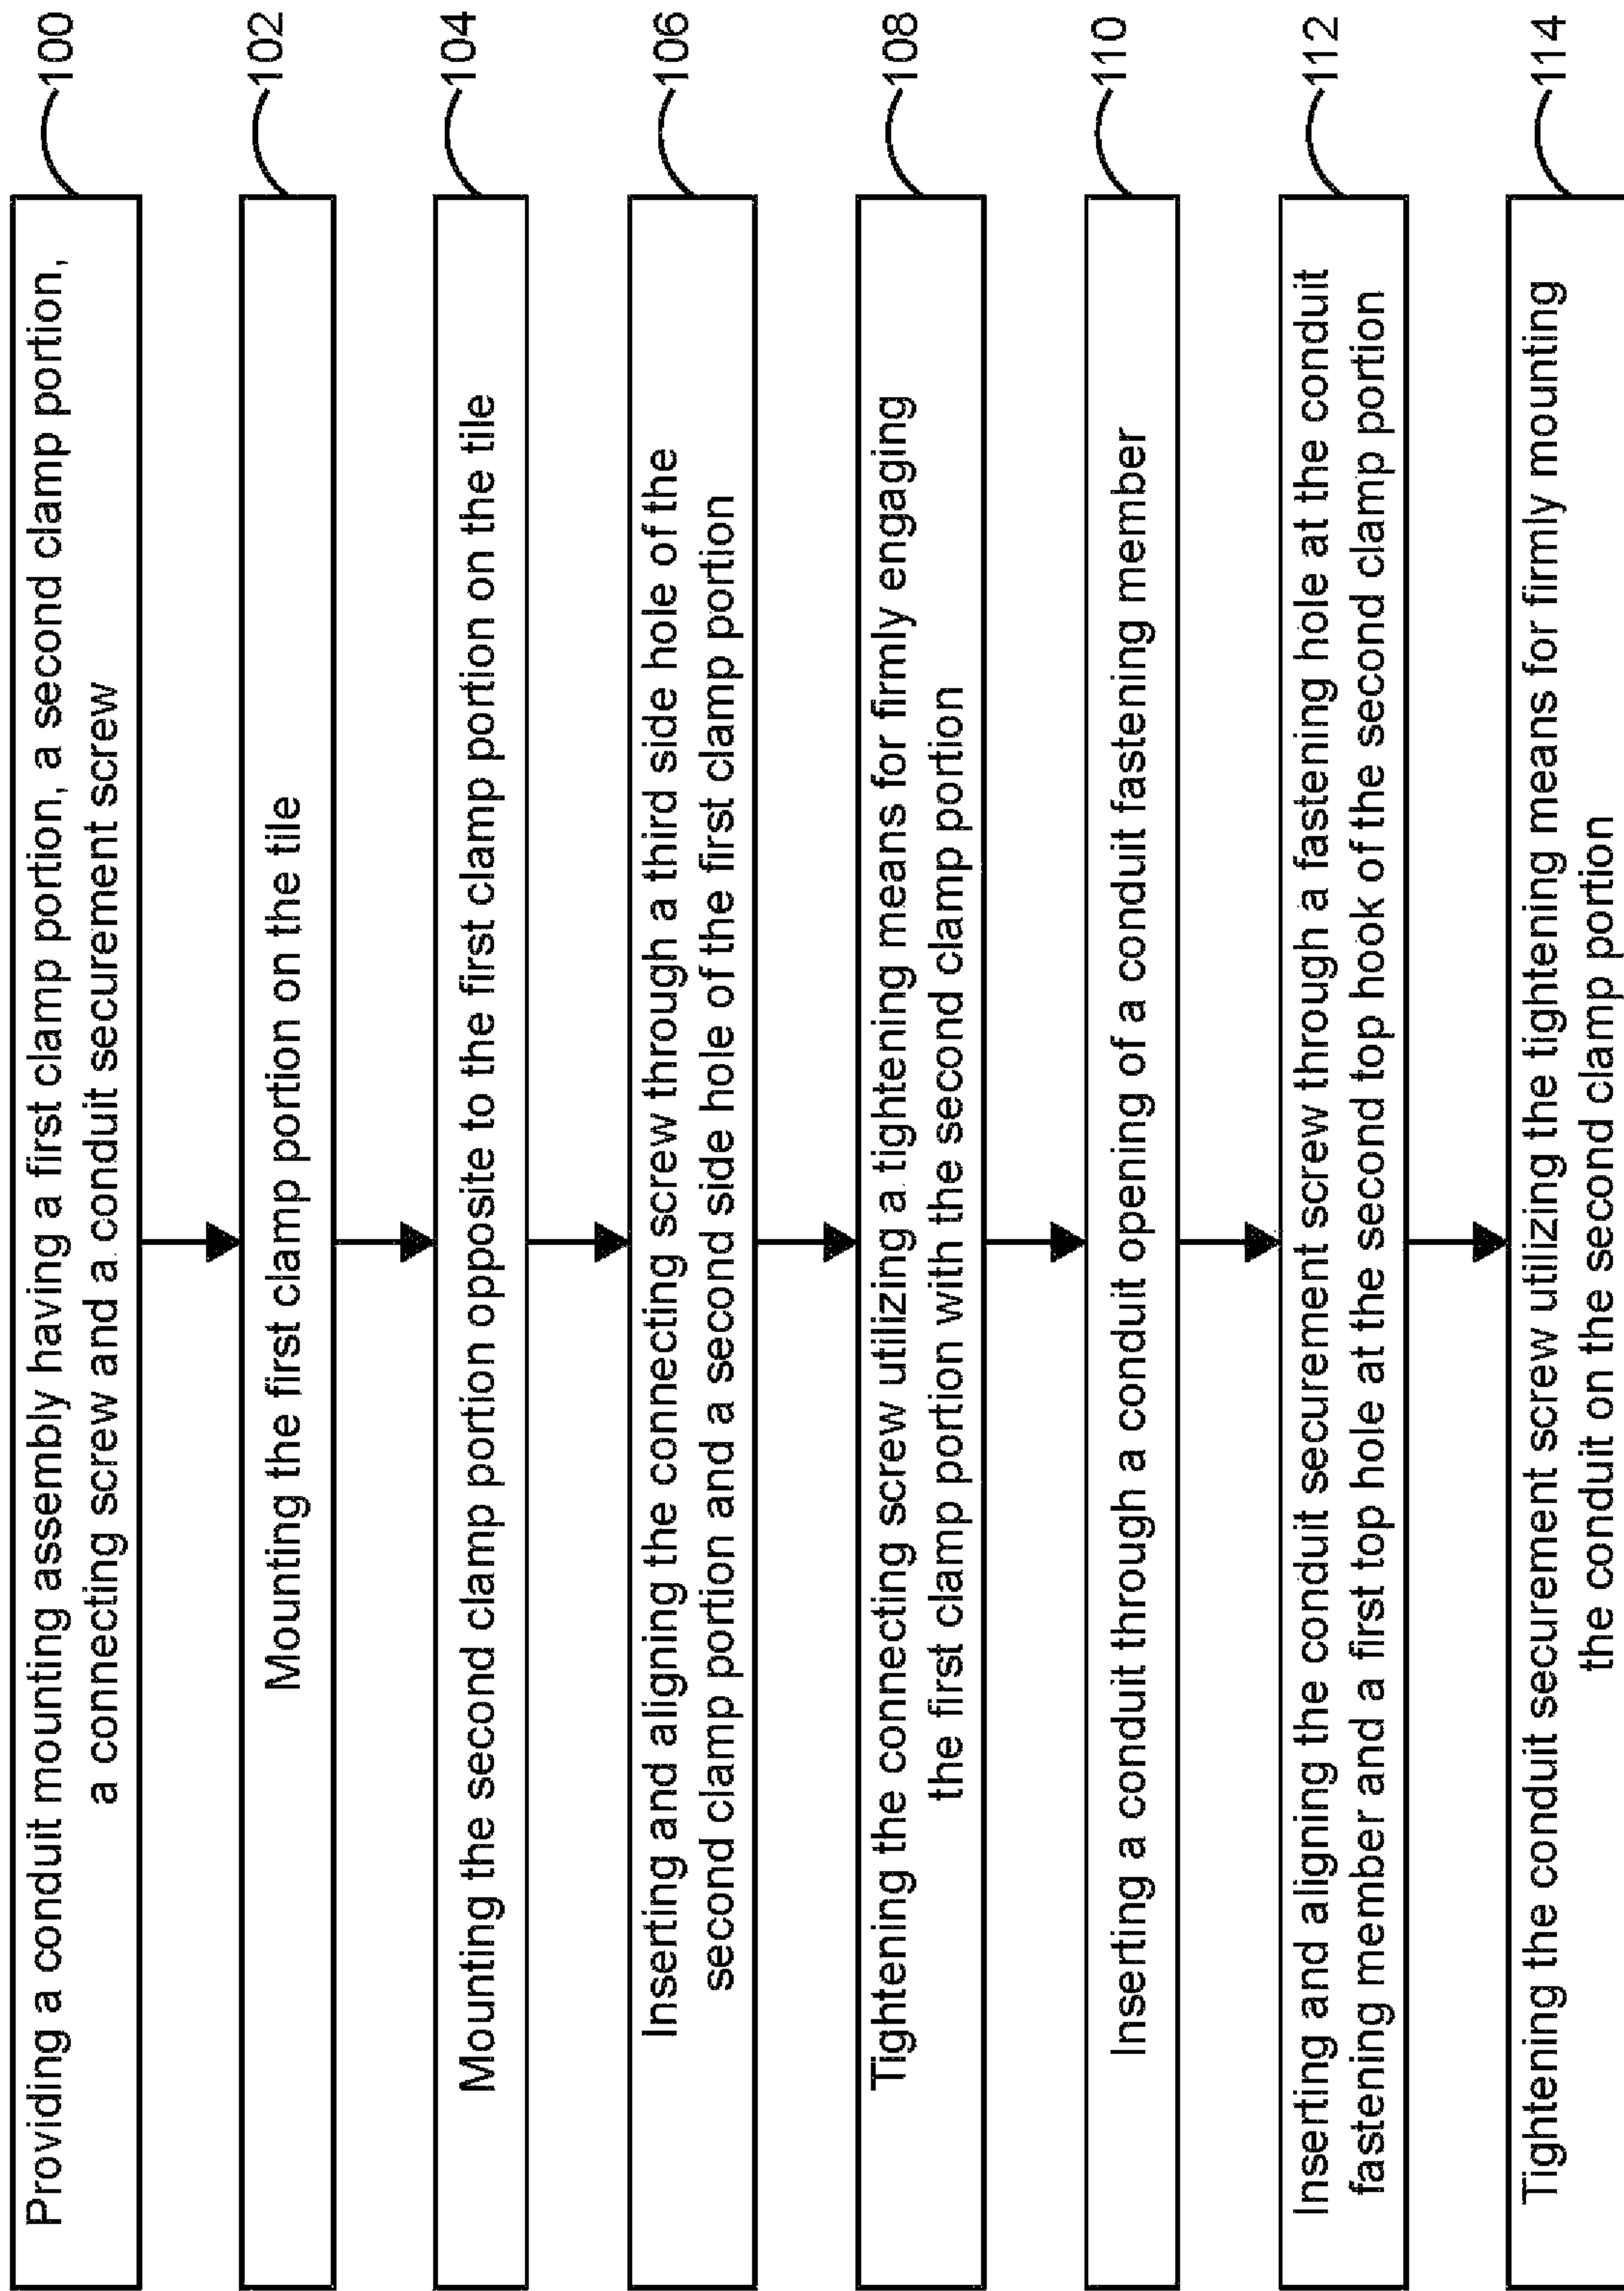 Providing a conduit mounting assembly having a first clamp portion, a second clamp portion,
a connecting screw and a conduit securement screw
100
Mounting the first clamp portion on the tile
102
Mounting the second clamp portion opposite to the first clamp portion on the tile
104
Inserting and aligning the connecting screw through a third side hole of the
second clamp portion and a second side hole of the first clamp portion
106
Tightening the connecting screw utilizing a tightening means for firmly engaging
the first clamp portion with the second clamp portion
108
Inserting a conduit through a conduit opening of a conduit fastening member
110
Inserting and aligning the conduit securement screw through a fastening hole at the conduit
fastening member and a first top hole at the second top hook of the second clamp portion
112
Tightening the conduit securement screw utilizing the tightening means for firmly mounting
the conduit on the second clamp portion
114